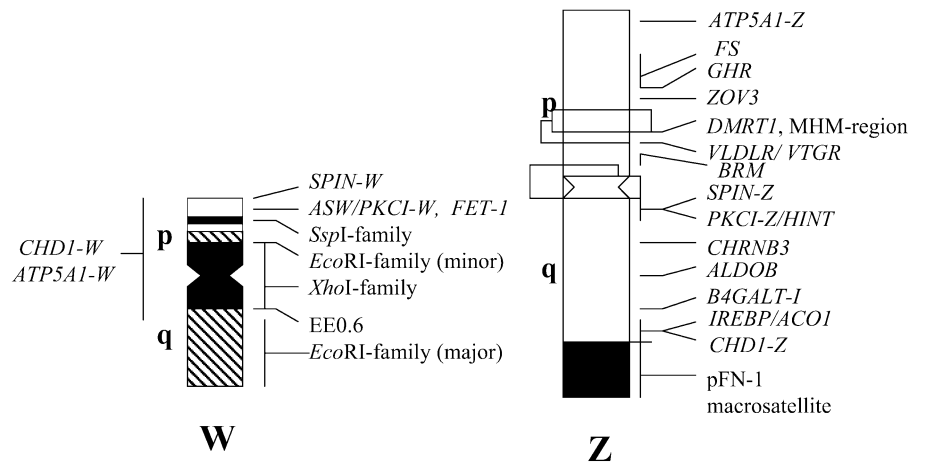 SPIN-W
ASW/PKCI-W, FET-1
SspI-family
EcoRI-family (minor)
XhoI-family
EE0.6
EcoRI-family (major)
CHD1-W
ATP5A1-W
p
q
W
ATP5A1-Z
FS
GHR
ZOV3
DMRT1, MHM-region
VLDLR/ VTGR
BRM
SPIN-Z
PKCI-Z/HINT
CHRNB3
ALDOB
B4GALT-I
IREBP/ACO1
CHD1-Z
pFN-1
macrosatellite
p
q
Z